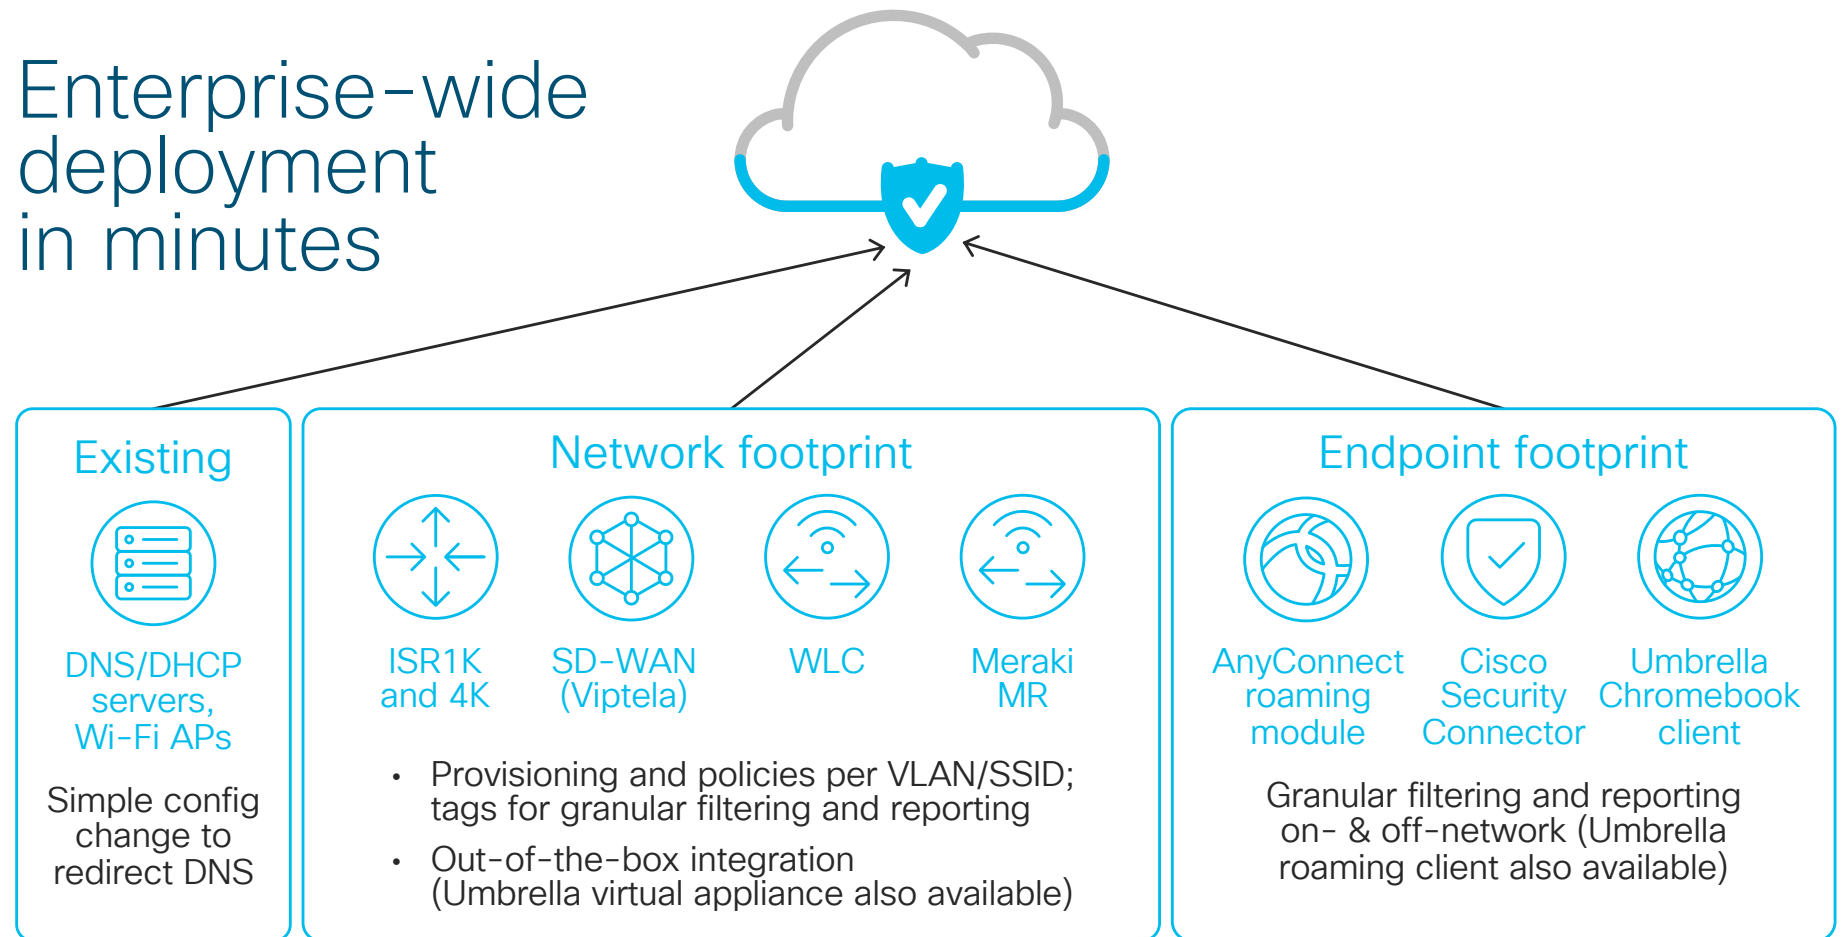 Enterprise-wide
deployment
in minutes
Existing
DNS/DHCP
servers,
Wi-Fi APs
Simple config
change to
redirect DNS
Network footprint
ISR1K
and 4K
SD-WAN
(Viptela)
WLC
Meraki
MR
• Provisioning and policies per VLAN/SSID;
tags for granular filtering and reporting
• Out-of-the-box integration
(Umbrella virtual appliance also available)
Endpoint footprint
AnyConnect
roaming
module
Cisco
Security
Connector
Umbrella
Chromebook
client
Granular filtering and reporting
on- & off-network (Umbrella
roaming client also available)